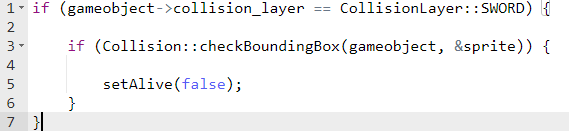 1 if (gameobject->collision_layer == CollisionLayer::SWORD) {
2
3 if (Collision::checkBoundingBox(gameobject, &sprite)) {
4
5 setAlive(false);
6 }
7 }